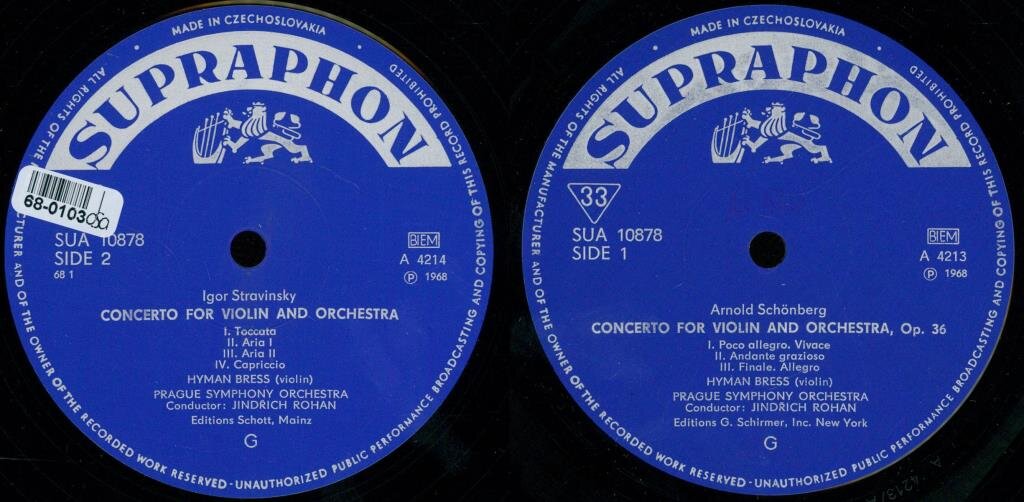 MADE IN CZECHOSLOVAKIA
ALL RIGHTS OF THE
CTURER AND OF THE OWNER OF THE RECORDED WORK RESERVED - UNAUTHORIZED PUBLIC PERFORMANCE BROADCASTING AND COPYING OF THIS RECORD PROHIBITED
SUPRAPHON
68-0103
SUA 10878
SIDE 2
68 1
BIEM
A 4214
Ⓟ 1968
Igor Stravinsky
CONCERTO FOR VIOLIN AND ORCHESTRA
I. Toccata
II. Aria I
III. Aria II
IV. Capriccio
HYMAN BRESS (violin)
PRAGUE SYMPHONY ORCHESTRA
Conductor: JINDŘICH ROHAN
Editions Schott, Mainz
G
MADE IN CZECHOSLOVAKIA
ALL RIGHTS OF THE MANUFACTURER AND OF THE OWNER OF THE RECORDED WORK RESERVED - UNAUTHORIZED PUBLIC PERFORMANCE BROADCASTING AND COPYING OF THIS RECORD PROHIBITED
SUPRAPHON
33
SUA 10878
SIDE 1
BIEM
A 4213
Ⓟ 1968
Arnold Schönberg
CONCERTO FOR VIOLIN AND ORCHESTRA, Op. 36
I. Poco allegro. Vivace
II. Andante grazioso
III. Finale. Allegro
HYMAN BRESS (violin)
PRAGUE SYMPHONY ORCHESTRA
Conductor: JINDŘICH ROHAN
Editions G. Schirmer, Inc. New York
G